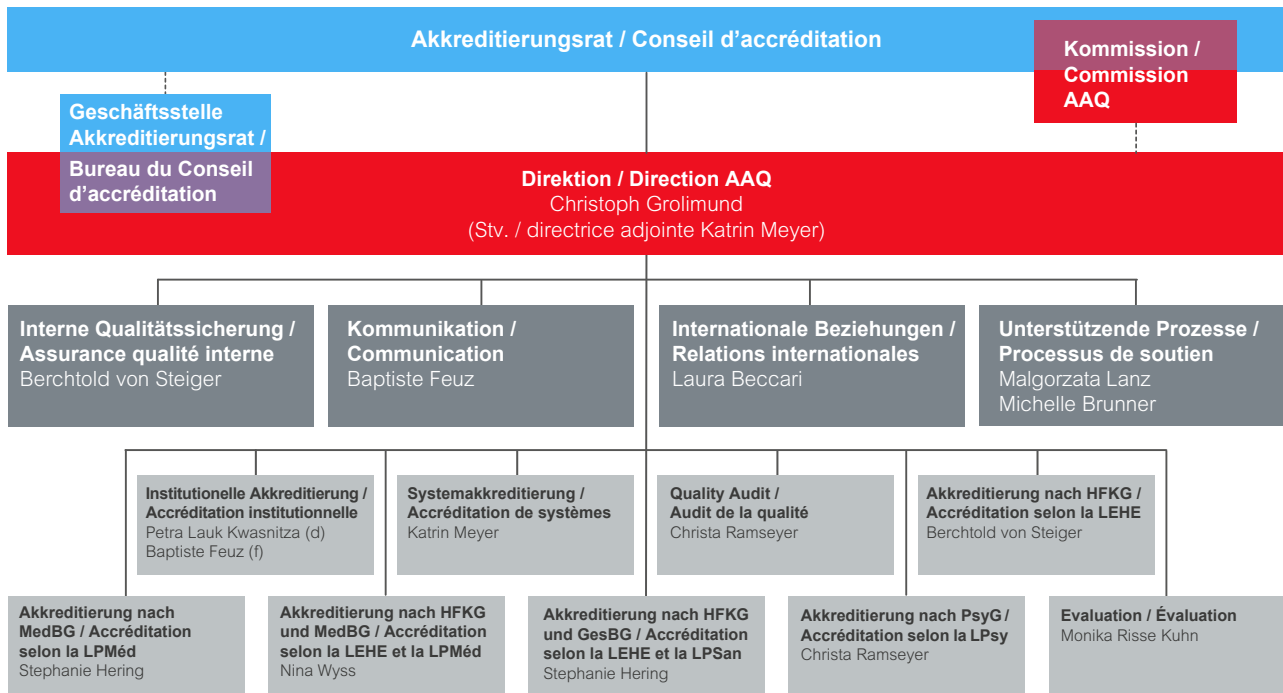 Akkreditierungsrat / Conseil d’accréditation
Kommission /
Commission
AAQ
Geschäftsstelle
Akkreditierungsrat /
Bureau du Conseil
d’accréditation
Direktion / Direction AAQ
Christoph Grolimund
(Stv. / directrice adjointe Katrin Meyer)
Interne Qualitätssicherung /
Assurance qualité interne
Berchtold von Steiger
Kommunikation /
Communication
Baptiste Feuz
Internationale Beziehungen /
Relations internationales
Laura Beccari
Unterstützende Prozesse /
Processus de soutien
Malgorzata Lanz
Michelle Brunner
Institutionelle Akkreditierung /
Accréditation institutionnelle
Petra Lauk Kwasnitza (d)
Baptiste Feuz (f)
Systemakkreditierung /
Accréditation de systèmes
Katrin Meyer
Quality Audit /
Audit de la qualité
Christa Ramseyer
Akkreditierung nach HFKG /
Accréditation selon la LEHE
Berchtold von Steiger
Akkreditierung nach
MedBG / Accréditation
selon la LPMéd
Stephanie Hering
Akkreditierung nach HFKG
und MedBG / Accréditation
selon la LEHE et la LPMéd
Nina Wyss
Akkreditierung nach HFKG
und GesBG / Accréditation
selon la LEHE et la LPSan
Stephanie Hering
Akkreditierung nach PsyG /
Accréditation selon la LPsy
Christa Ramseyer
Evaluation / Évaluation
Monika Risse Kuhn